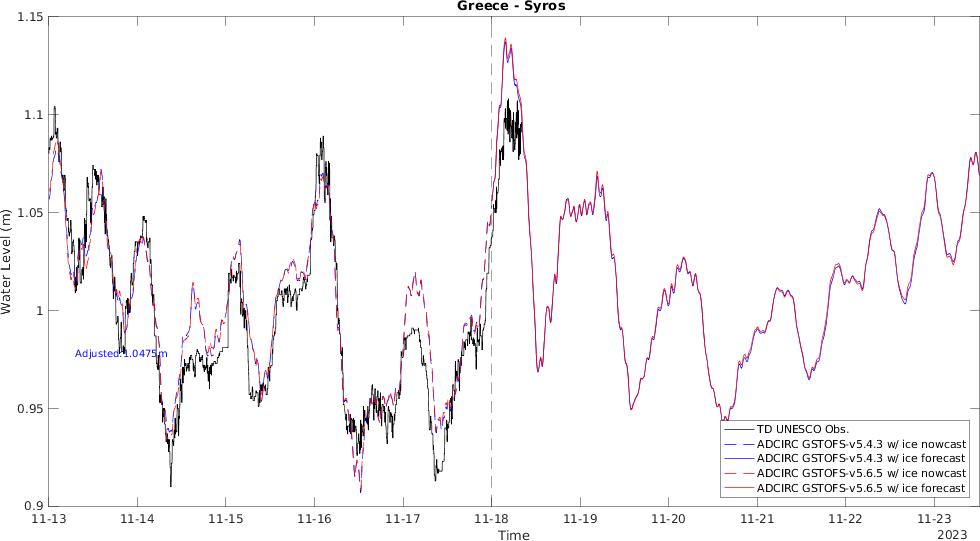 Greece - Syros
1.15
1.1
1.05
1
0.95
0.9
Water Level (m)
Adjusted:1.0475m
TD UNESCO Obs.
ADCIRC GSTOFS-v5.4.3 w/ ice nowcast
ADCIRC GSTOFS-v5.4.3 w/ ice forecast
ADCIRC GSTOFS-v5.6.5 w/ ice nowcast
ADCIRC GSTOFS-v5.6.5 w/ ice forecast
11-13 11-14 11-15 11-16 11-17 11-18 11-19 11-20 11-21 11-22 11-23
Time
2023